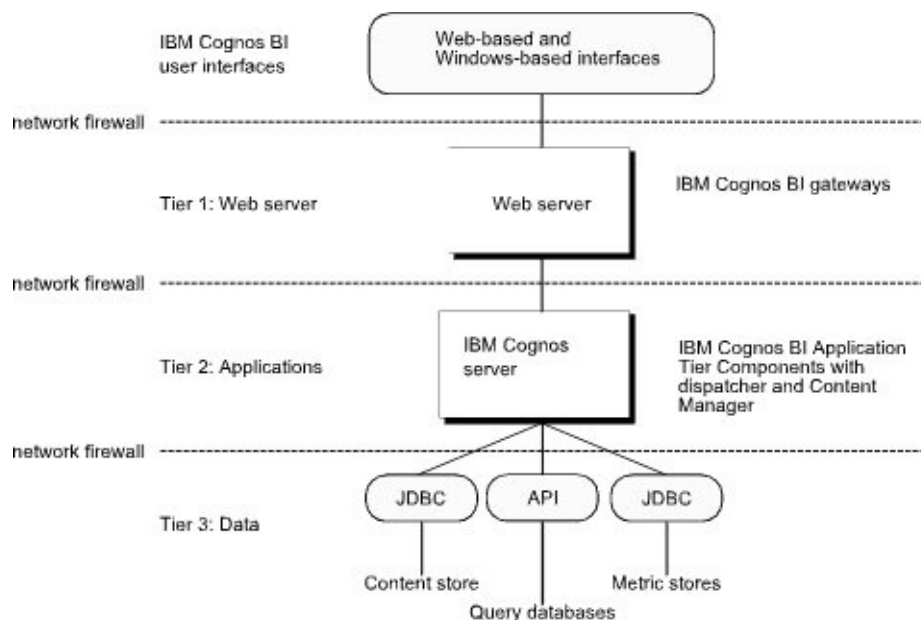 IBM Cognos BI
user interfaces
Web-based and
Windows-based interfaces
network firewall
Tier 1: Web server
Web server
IBM Cognos BI gateways
network firewall
Tier 2: Applications
IBM Cognos
server
IBM Cognos BI Application
Tier Components with
dispatcher and Content
Manager
network firewall
Tier 3: Data
JDBC
API
JDBC
Content store
Query databases
Metric stores